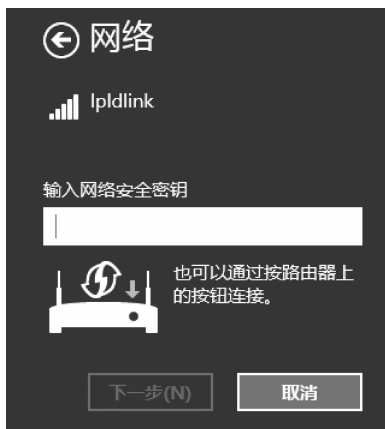 网络
lpldlink
输入网络安全密钥
也可以通过按路由器上
的按钮连接。
下一步(N)
取消